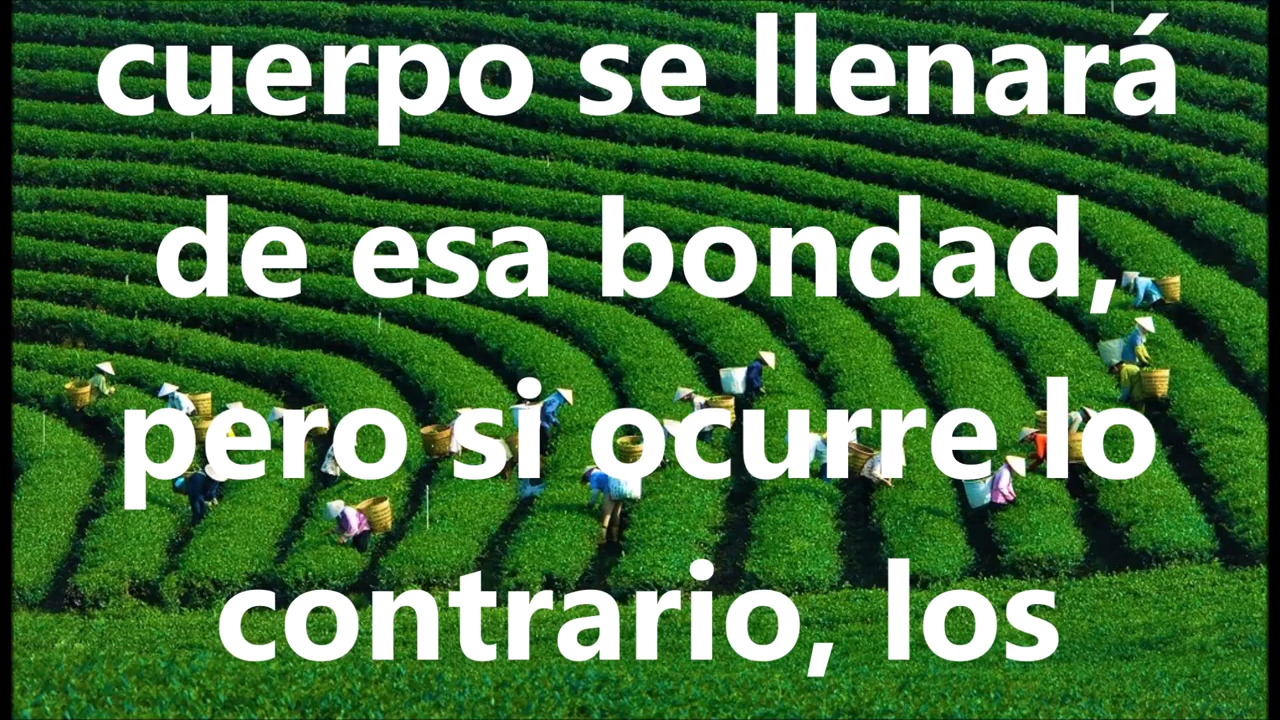 cuerpo se llenará
de esa bondad,
pero si ocurre lo
contrario, los